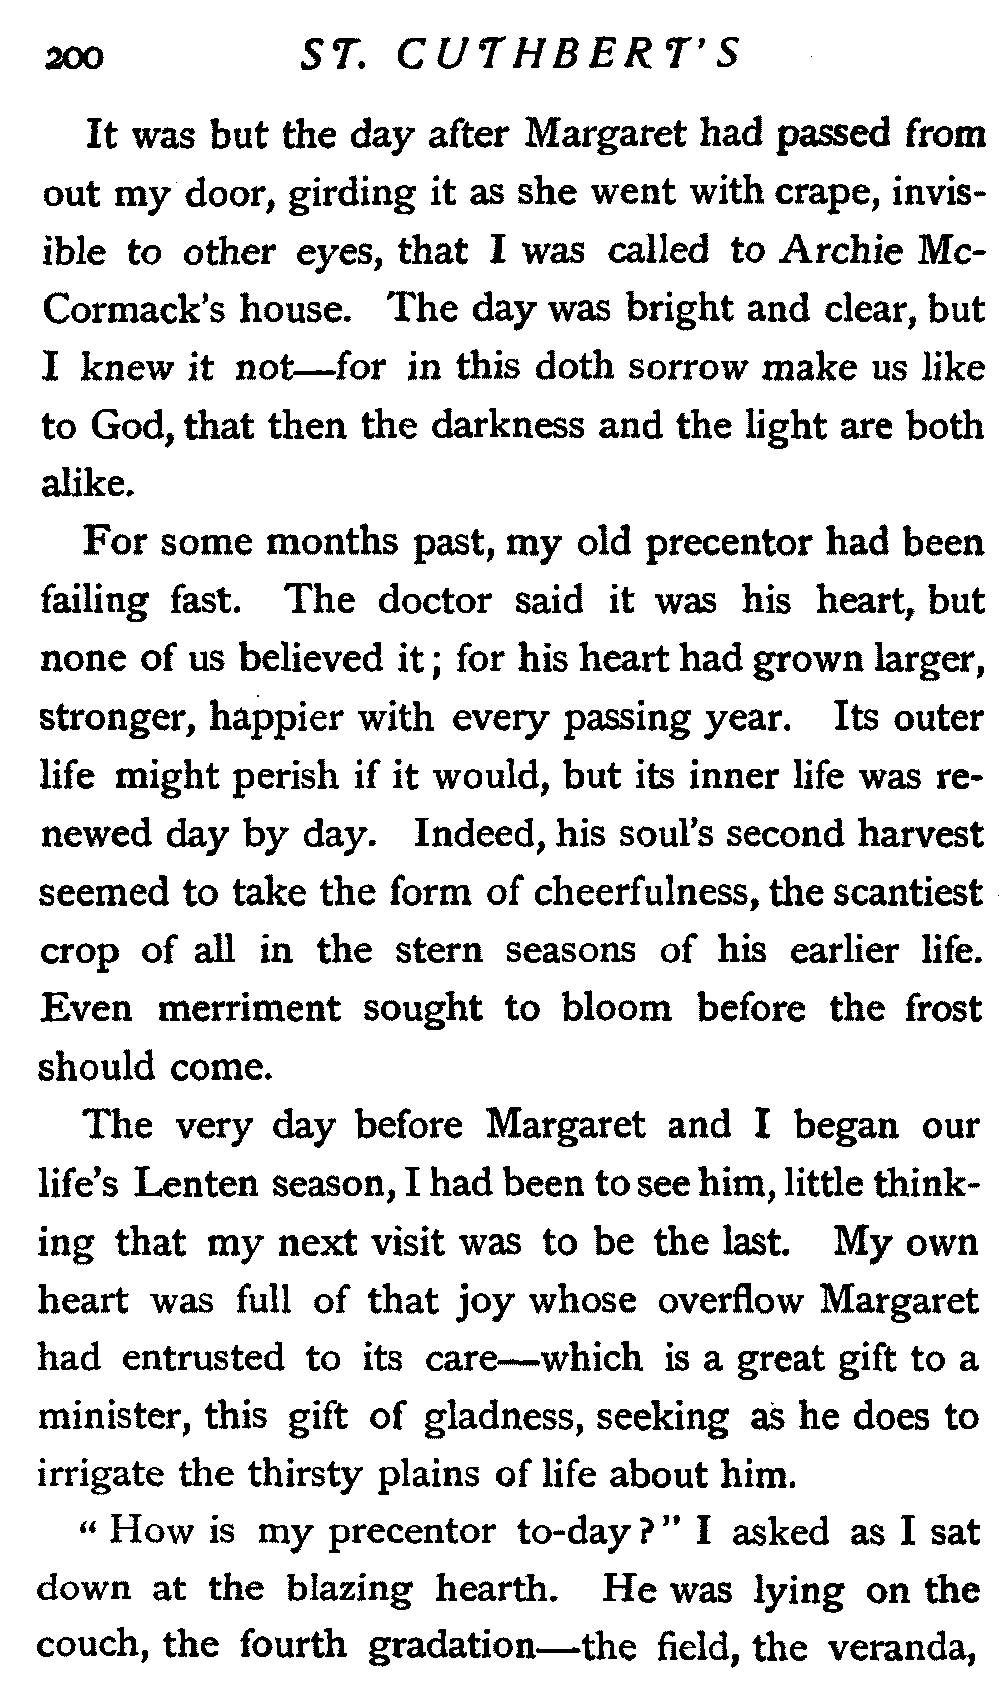 200 ST. CUTHBERT'S
It was but the day after Margaret had passed from
out my door, girding it as she went with crape, invis-
ible to other eyes, that I was called to Archie Mc-
Cormack's house. The day was bright and clear, but
I knew it not—for in this doth sorrow make us like
to God, that then the darkness and the light are both
alike.
For some months past, my old precentor had been
failing fast. The doctor said it was his heart, but
none of us believed it; for his heart had grown larger,
stronger, happier with every passing year. Its outer
life might perish if it would, but its inner life was re-
newed day by day. Indeed, his soul's second harvest
seemed to take the form of cheerfulness, the scantiest
crop of all in the stern seasons of his earlier life.
Even merriment sought to bloom before the frost
should come.
The very day before Margaret and I began our
life's Lenten season, I had been to see him, little think-
ing that my next visit was to be the last. My own
heart was full of that joy whose overflow Margaret
had entrusted to its care—which is a great gift to a
minister, this gift of gladness, seeking as he does to
irrigate the thirsty plains of life about him.
"How is my precentor to-day?" I asked as I sat
down at the blazing hearth. He was lying on the
couch, the fourth gradation—the field, the veranda,